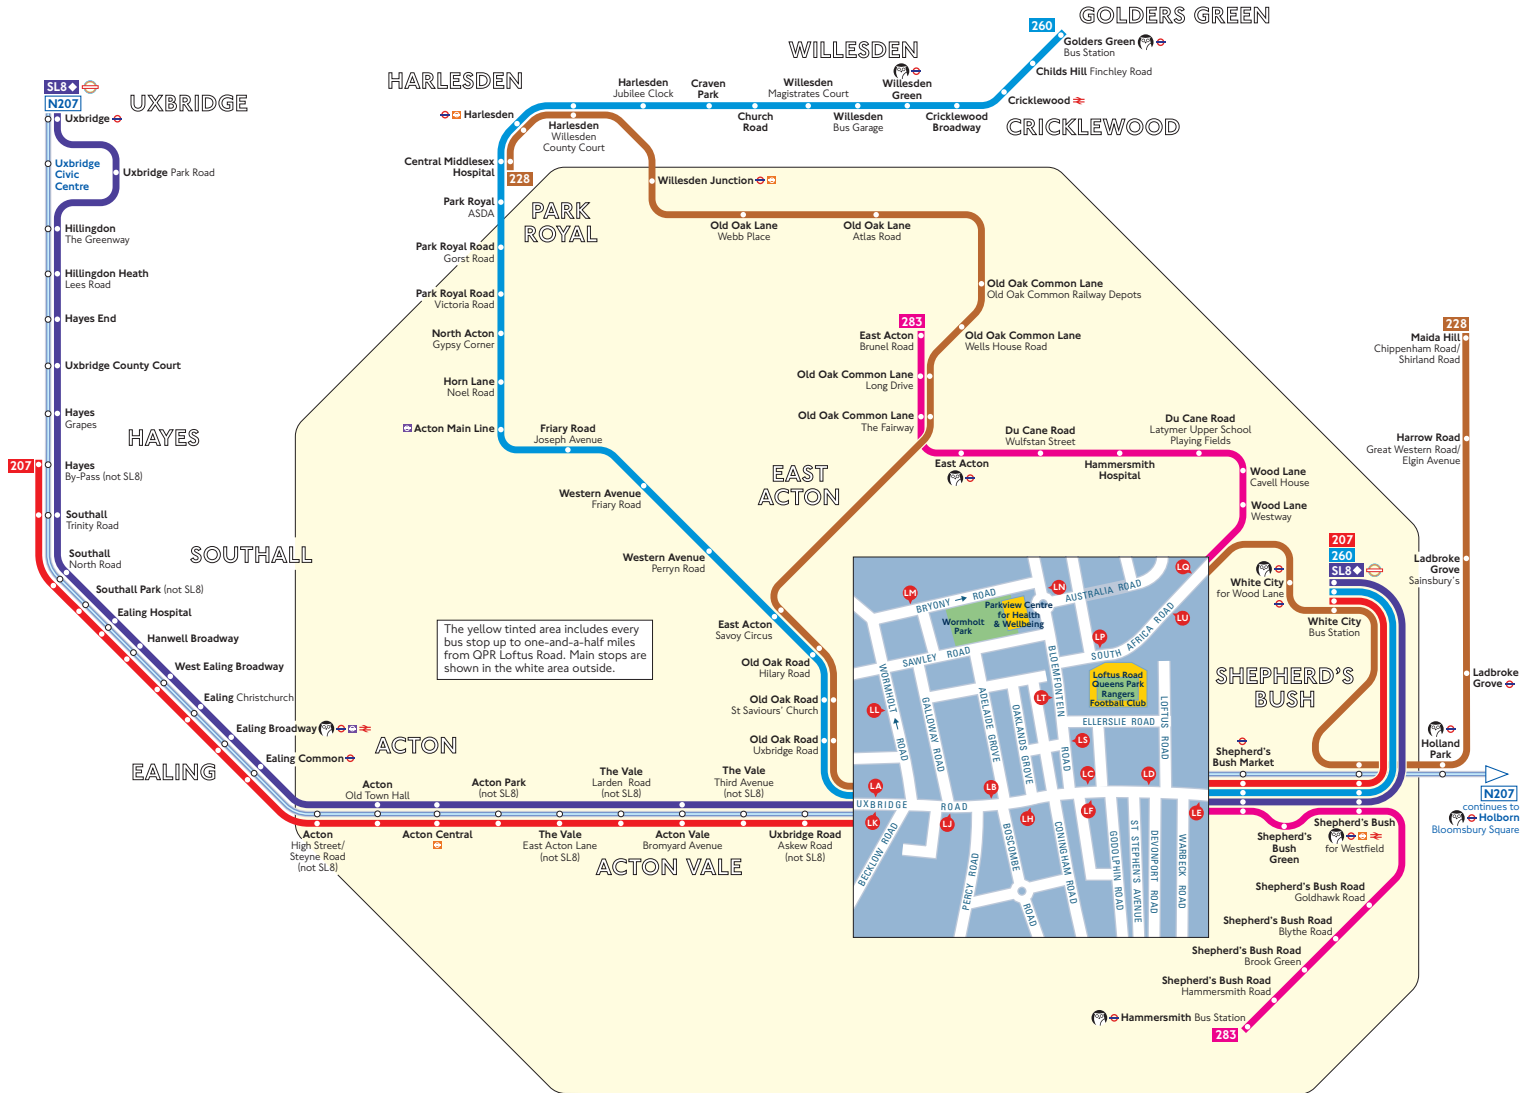 GOLDERS GREEN
260
Golders Green
Bus Station
Childs Hill Finchley Road
Cricklewood
CRICKLEWOOD
WILLESDEN
Willesden
Green
Cricklewood
Broadway
Willesden
Magistrates Court
Willesden
Bus Garage
Church
Road
Craven
Park
Harlesden
Jubilee Clock
HARLESDEN
Harlesden
Harlesden
Willesden
County Court
Central Middlesex
Hospital
228
Park Royal
ASDA
PARK
ROYAL
Park Royal Road
Gorst Road
Park Royal Road
Victoria Road
North Acton
Gypsy Corner
Horn Lane
Noel Road
Acton Main Line
Friary Road
Joseph Avenue
Western Avenue
Friary Road
Western Avenue
Perryn Road
East Acton
Savoy Circus
Old Oak Road
Hilary Road
Old Oak Road
St Saviours' Church
Old Oak Road
Uxbridge Road
Willesden Junction
Old Oak Lane
Webb Place
Old Oak Lane
Atlas Road
Old Oak Common Lane
Old Oak Common Railway Depots
Old Oak Common Lane
Wells House Road
283
East Acton
Brunel Road
Old Oak Common Lane
Long Drive
Old Oak Common Lane
The Fairway
EAST
ACTON
East Acton
Du Cane Road
Wulfstan Street
Hammersmith
Hospital
Du Cane Road
Latymer Upper School
Playing Fields
Wood Lane
Cavell House
Wood Lane
Westway
SL8
N207
UXBRIDGE
Uxbridge
Uxbridge
Civic
Centre
Uxbridge Park Road
Hillingdon
The Greenway
Hillingdon Heath
Lees Road
Hayes End
Uxbridge County Court
Hayes
Grapes
HAYES
207
Hayes
By-Pass (not SL8)
Southall
Trinity Road
Southall
North Road
SOUTHALL
Southall Park (not SL8)
Ealing Hospital
Hanwell Broadway
West Ealing Broadway
Ealing Christchurch
Ealing Broadway
Ealing Common
EALING
ACTON
Acton
High Street/
Steyne Road
(not SL8)
Acton
Old Town Hall
Acton Central
Acton Park
(not SL8)
The Vale
East Acton Lane
(not SL8)
The Vale
Larden Road
(not SL8)
Acton Vale
Bromyard Avenue
The Vale
Third Avenue
(not SL8)
Uxbridge Road
Askew Road
(not SL8)
ACTON VALE
The yellow tinted area includes every
bus stop up to one-and-a-half miles
from QPR Loftus Road. Main stops are
shown in the white area outside.
LM
LN
LQ
LU
LP
LL
LT
LS
LA
LB
LC
LD
LK
LJ
LH
LF
LE
BRYONY ROAD
AUSTRALIA ROAD
Parkview Centre
for Health
& Wellbeing
Wormholt
Park
SAWLEY ROAD
SOUTH AFRICA ROAD
BLOEMFONTEIN
ROAD
WORMHOLT
ROAD
GALLOWAY ROAD
ADELAIDE GROVE
OAKLANDS GROVE
Loftus Road
Queens Park
Rangers
Football Club
ELLERSLIE ROAD
LOFTUS ROAD
UXBRIDGE
ROAD
BECKLOW ROAD
PERCY ROAD
BOSCOMBE
ROAD
CONINGHAM ROAD
GODOLPHIN ROAD
ST STEPHEN'S AVENUE
DEVONPORT ROAD
WARBECK ROAD
228
Maida Hill
Chippenham Road/
Shirland Road
Harrow Road
Great Western Road/
Elgin Avenue
Ladbroke
Grove
Sainsbury's
Ladbroke
Grove
Holland
Park
207
260
SL8
White City
for Wood Lane
White City
Bus Station
SHEPHERD'S
BUSH
Shepherd's
Bush Market
Shepherd's
Bush
Green
Shepherd's Bush
for Westfield
N207
continues to
Holborn
Bloomsbury Square
Shepherd's Bush Road
Goldhawk Road
Shepherd's Bush Road
Blythe Road
Shepherd's Bush Road
Brook Green
Shepherd's Bush Road
Hammersmith Road
Hammersmith Bus Station
283